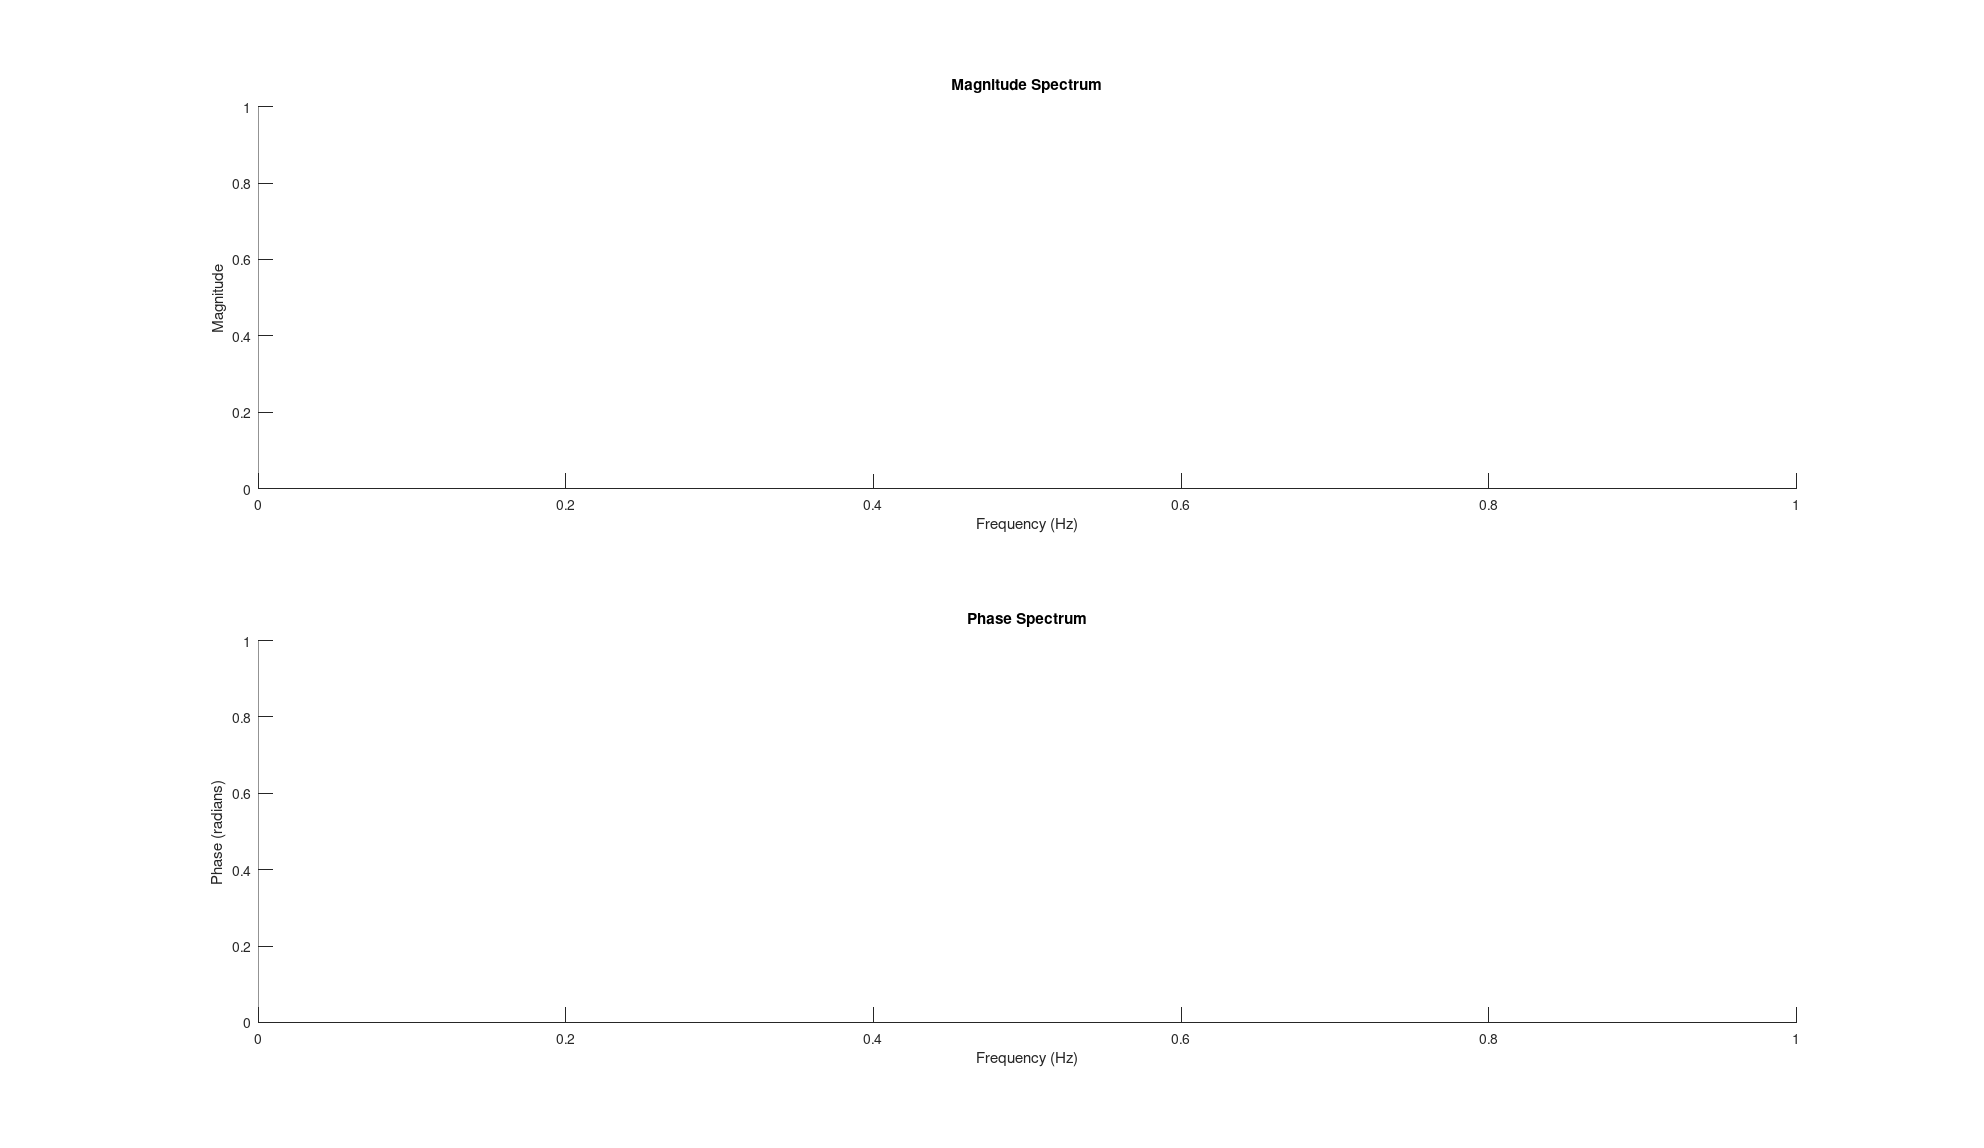 Magnitude Spectrum
1
0.8
0.6
0.4
0.2
0
Magnitude
0 0.2 0.4 0.6 0.8 1
Frequency (Hz)
Phase Spectrum
1
0.8
0.6
0.4
0.2
0
Phase (radians)
0 0.2 0.4 0.6 0.8 1
Frequency (Hz)